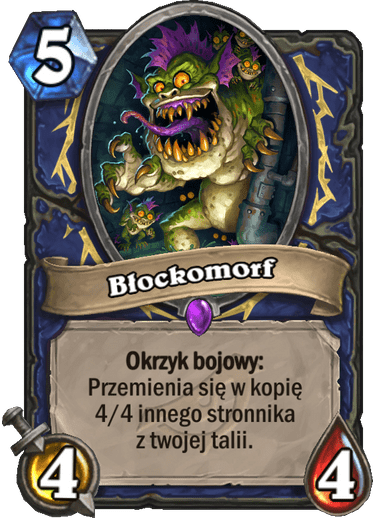 5
Błockomorf
Okrzyk bojowy:
Przemienia się w kopię
4/4 innego stronnika
z twojej talii.
4
4